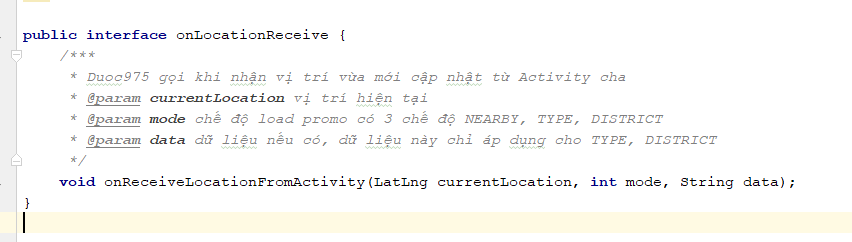 public interface onLocationReceive {
/***
* Duoc975 gọi khi nhận vị trí vừa mới cập nhật từ Activity cha
* @param currentLocation vị trí hiện tại
* @param mode chế độ load promo có 3 chế độ NEARBY, TYPE, DISTRICT
* @param data dữ liệu nếu có, dữ liệu này chỉ áp dụng cho TYPE, DISTRICT
*/
void onReceiveLocationFromActivity(LatLng currentLocation, int mode, String data);
}